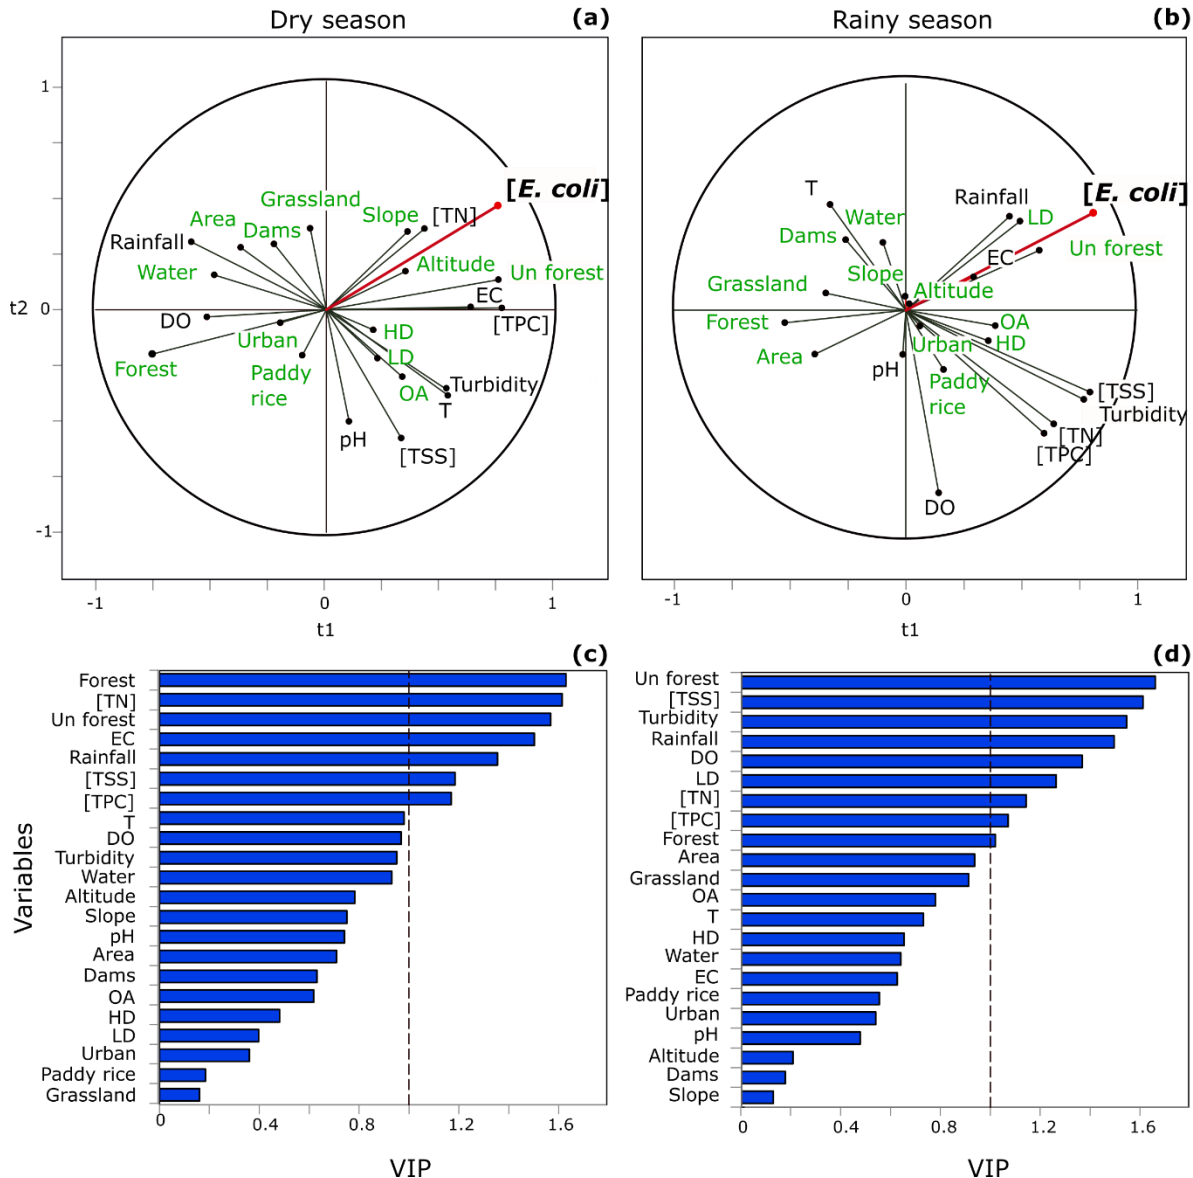 Dry season
(a)
Rainy season
(b)
1
0
-1
t2
[E. coli]
Grassland
Slope
[TN]
Area
Dams
Rainfall
Water
Altitude
Un forest
EC
[TPC]
DO
Urban
HD
LD
Forest
Paddy
rice
OA
Turbidity
T
pH
[TSS]
-1
0
1
t1
[E. coli]
T
Rainfall
LD
Water
Dams
EC
Un forest
Slope
Altitude
Grassland
Forest
OA
Urban
HD
Area
pH
Paddy
rice
[TSS]
Turbidity
[TN]
[TPC]
DO
-1
0
1
t1
(c)
Variables
Forest
[TN]
Un forest
EC
Rainfall
[TSS]
[TPC]
T
DO
Turbidity
Water
Altitude
Slope
pH
Area
Dams
OA
HD
LD
Urban
Paddy rice
Grassland
0 0.4 0.8 1.2 1.6
VIP
(d)
Un forest
[TSS]
Turbidity
Rainfall
DO
LD
[TN]
[TPC]
Forest
Area
Grassland
OA
T
HD
Water
EC
Paddy rice
Urban
pH
Altitude
Dams
Slope
0 0.4 0.8 1.2 1.6
VIP